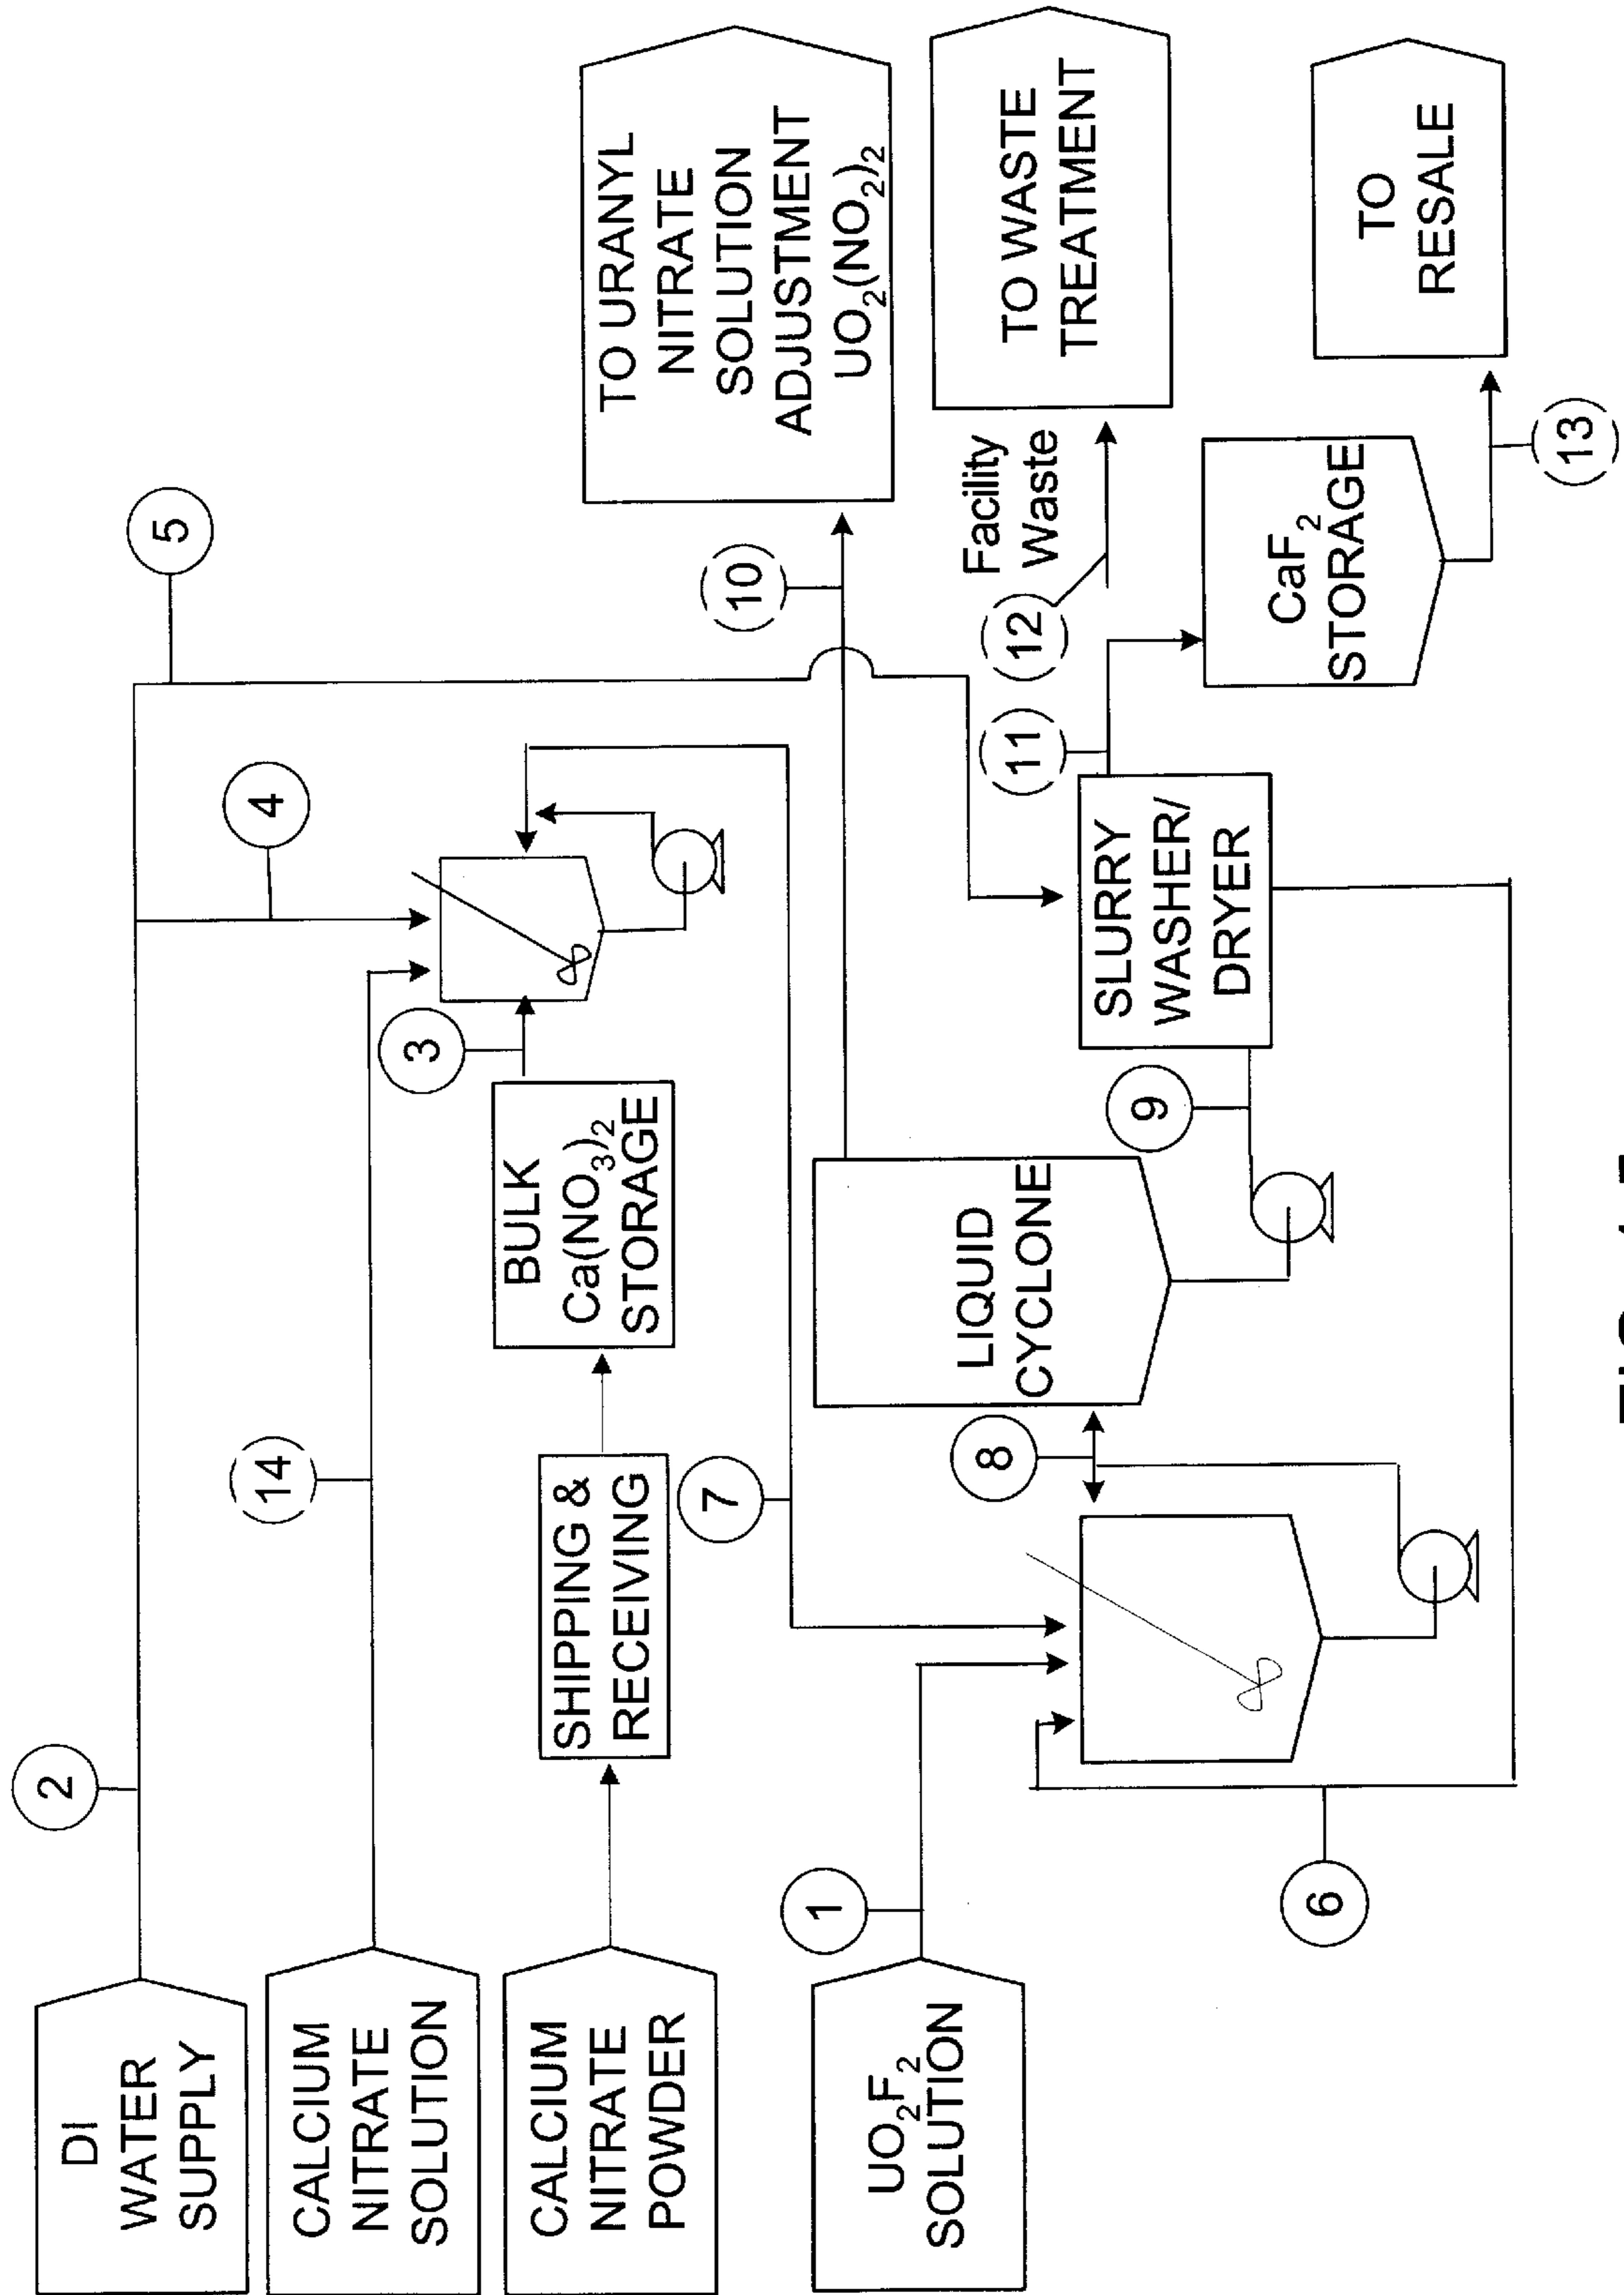 DI
WATER
SUPPLY
2
4
5
CALCIUM
NITRATE
SOLUTION
14
CALCIUM
NITRATE
POWDER
SHIPPING &
RECEIVING
BULK
Ca(NO3)2
STORAGE
3
TO URANYL
NITRATE
SOLUTION
ADJUSTMENT
UO2(NO2)2
7
10
UO2F2
SOLUTION
1
LIQUID
CYCLONE
8
Facility
Waste
12
TO WASTE
TREATMENT
11
SLURRY
WASHER/
DRYER
9
CaF2
STORAGE
TO
RESALE
6
13
FIG.